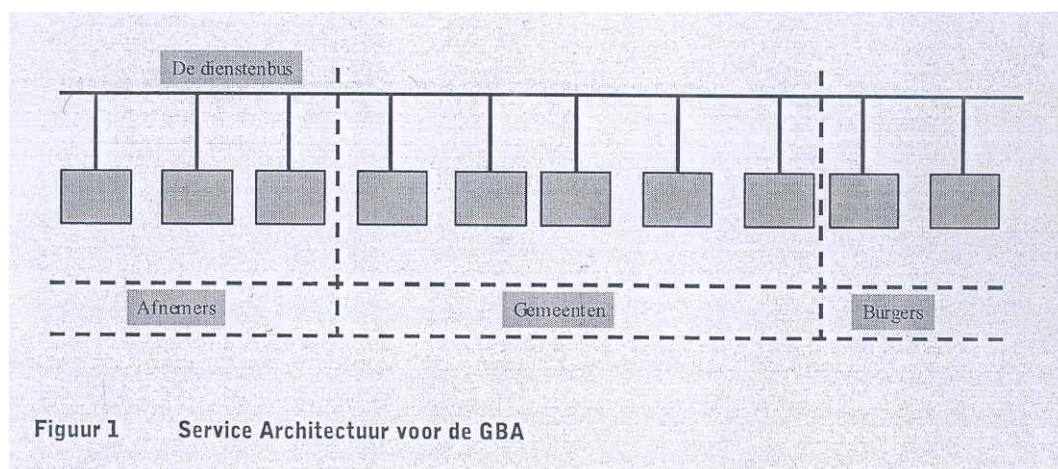 De dienstenbus
Afnemers
Gemeenten
Burgers
Figuur 1 Service Architectuur voor de GBA